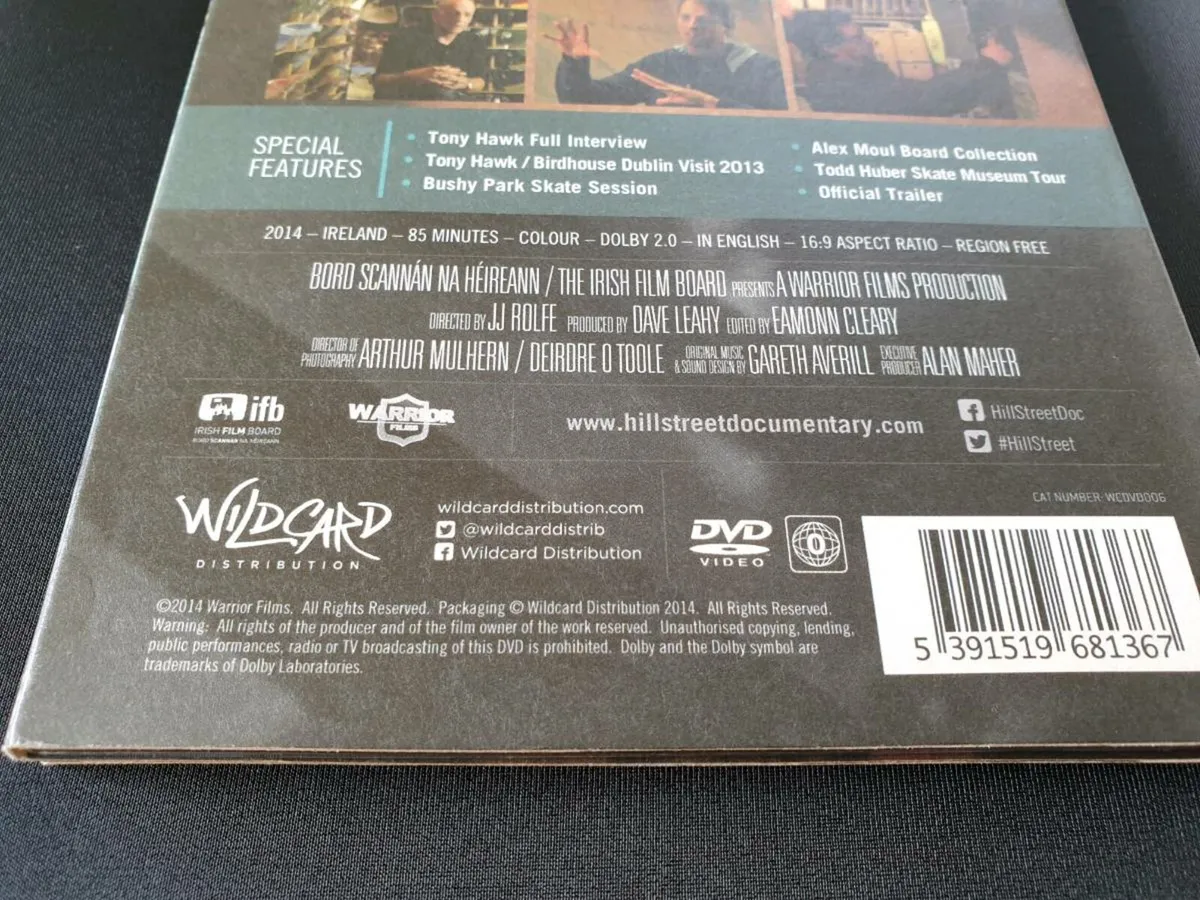 SPECIAL
FEATURES
• Tony Hawk Full Interview
• Tony Hawk / Birdhouse Dublin Visit 2013
• Bushy Park Skate Session
• Alex Moul Board Collection
• Todd Huber Skate Museum Tour
• Official Trailer
2014 – IRELAND – 85 MINUTES – COLOUR – DOLBY 2.0 – IN ENGLISH – 16:9 ASPECT RATIO – REGION FREE
BORD SCANNÁN NA HÉIREANN / THE IRISH FILM BOARD PRESENTS A WARRIOR FILMS PRODUCTION
DIRECTED BY JJ ROLFE PRODUCED BY DAVE LEAHY EDITED BY EAMONN CLEARY
DIRECTOR OF PHOTOGRAPHY ARTHUR MULHERN / DEIRDRE O TOOLE ORIGINAL MUSIC & SOUND DESIGN BY GARETH AVERILL EXECUTIVE PRODUCER ALAN MAHER
ifb
IRISH FILM BOARD
BORD SCANNÁN NA HÉIREANN
WARRIOR
FILMS
www.hillstreetdocumentary.com
HillStreetDoc
#HillStreet
WILDCARD
DISTRIBUTION
wildcarddistribution.com
@wildcarddistrib
Wildcard Distribution
DVD
VIDEO
0
CAT NUMBER: WCDVD006
5 391519 681367
©2014 Warrior Films. All Rights Reserved. Packaging © Wildcard Distribution 2014. All Rights Reserved.
Warning: All rights of the producer and of the film owner of the work reserved. Unauthorised copying, lending,
public performances, radio or TV broadcasting of this DVD is prohibited. Dolby and the Dolby symbol are
trademarks of Dolby Laboratories.